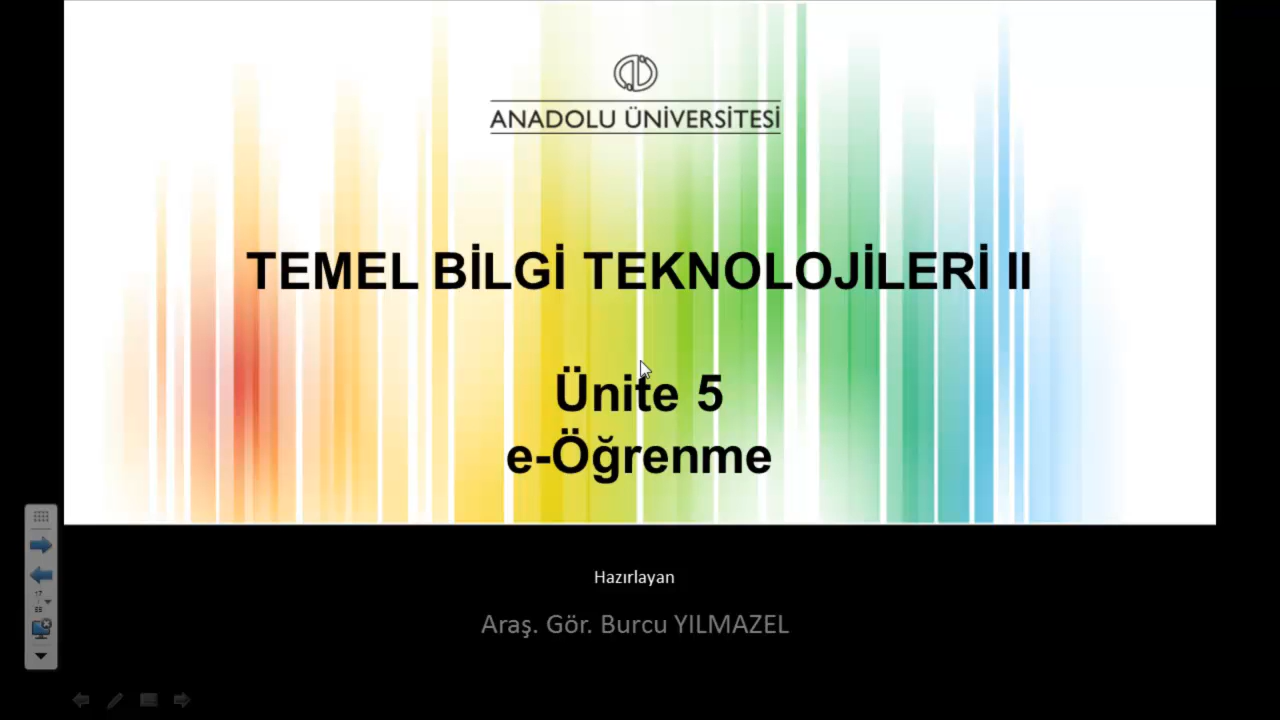 ANADOLU ÜNİVERSİTESİ
TEMEL BİLGİ TEKNOLOJİLERİ II
Ünite 5
e-Öğrenme
Hazırlayan
Araş. Gör. Burcu YILMAZEL